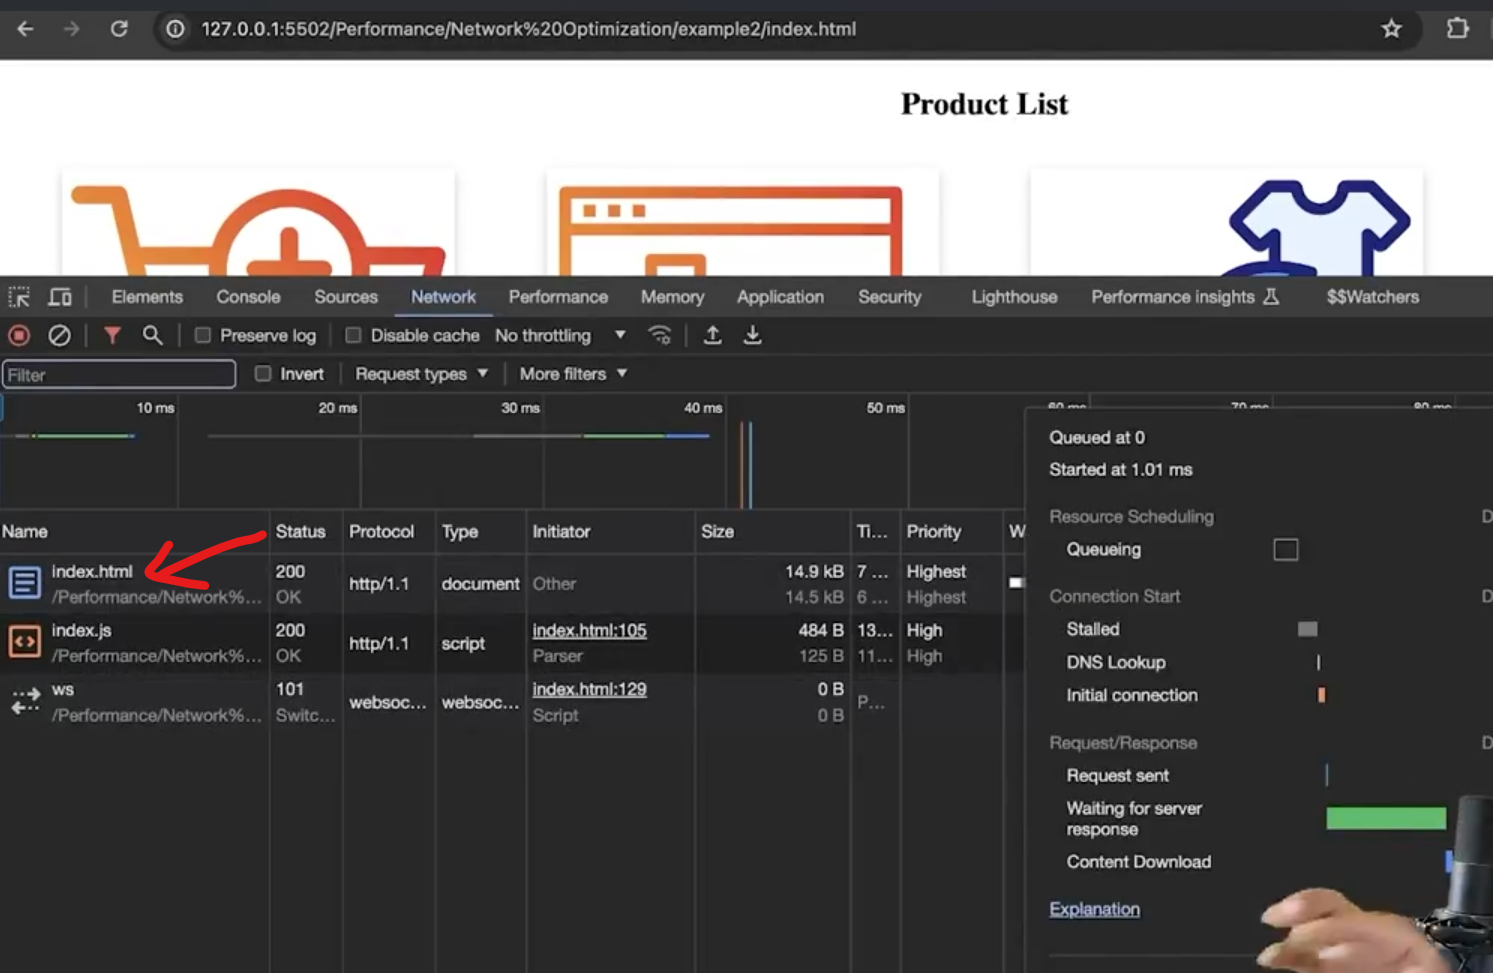 127.0.0.1:5502/Performance/Network%20Optimization/example2/index.html
Product List
Elements Console Sources Network Performance Memory Application Security Lighthouse Performance insights $$Watchers
Preserve log Disable cache No throttling
Filter Invert Request types More filters
10 ms 20 ms 30 ms 40 ms 50 ms 60 ms 70 ms 80 ms
Name Status Protocol Type Initiator Size Ti... Priority W
index.html 200 http/1.1 document Other 14.9 kB 7 ... Highest
/Performance/Network%... OK 14.5 kB 6 ... Highest
index.js 200 http/1.1 script index.html:105 484 B 13... High
/Performance/Network%... OK Parser 125 B 11... High
ws 101 websoc... websoc... index.html:129 0 B P...
/Performance/Network%... Switc... Script 0 B
Queued at 0
Started at 1.01 ms
Resource Scheduling D
Queueing
Connection Start D
Stalled
DNS Lookup
Initial connection
Request/Response D
Request sent
Waiting for server
response
Content Download
Explanation